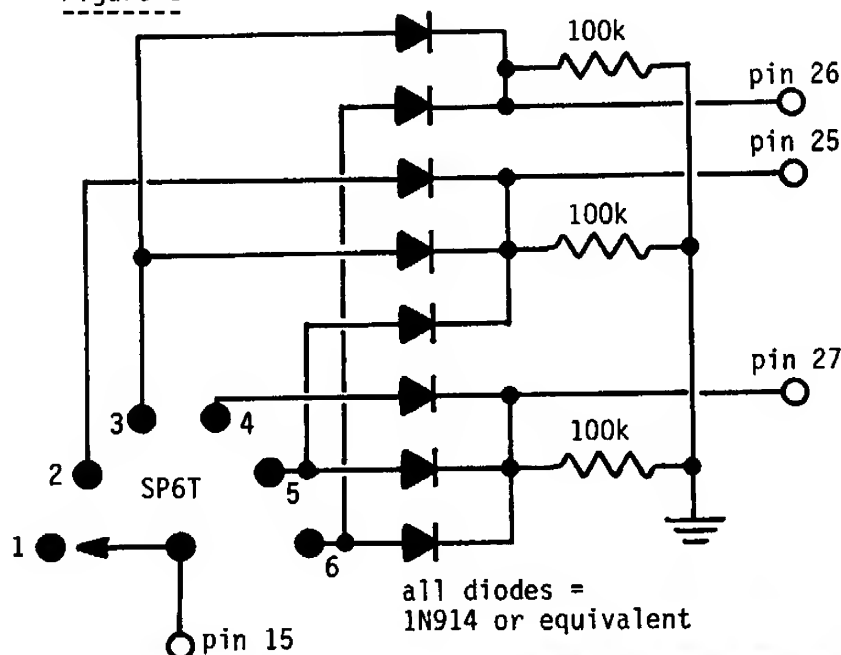 100k
pin 26
pin 25
100k
pin 27
3
4
100k
2
SP6T
5
1
6
all diodes =
1N914 or equivalent
pin 15